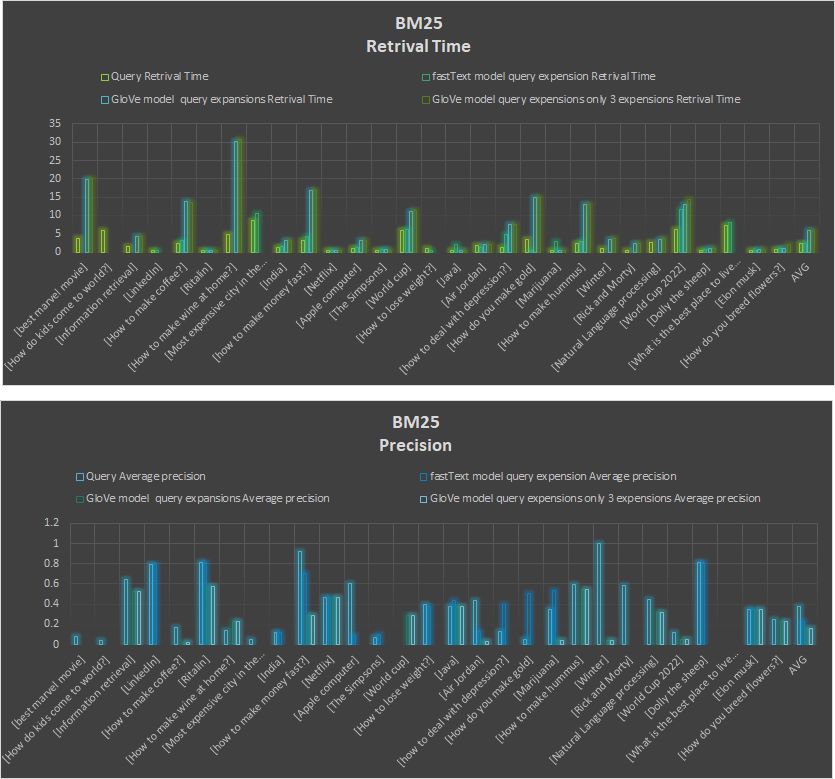 BM25
Retrival Time
Query Retrival Time
fastText model query expension Retrival Time
GloVe model query expansions Retrival Time
GloVe model query expensions only 3 expensions Retrival Time
35
30
25
20
15
10
5
0
[best marvel movie]
[How do kids come to world?]
[Information retrieval]
[LinkedIn]
[How to make coffee?]
[Ritalin]
[How to make wine at home?]
[Most expensive city in the...
[India]
[how to make money fast?]
[Netflix]
[Apple computer]
[The Simpsons]
[World cup]
[How to lose weight?]
[Java]
[Air Jordan]
[how to deal with depression?]
[How do you make gold]
[Marijuana]
[How to make hummus]
[Winter]
[Rick and Morty]
[Natural Language processing]
[World Cup 2022]
[Dolly the sheep]
[What is the best place to live...
[Elon musk]
[How do you breed flowers?]
AVG
BM25
Precision
Query Average precision
fastText model query expension Average precision
GloVe model query expansions Average precision
GloVe model query expensions only 3 expensions Average precision
1.2
1
0.8
0.6
0.4
0.2
0
[best marvel movie]
[How do kids come to world?]
[Information retrieval]
[LinkedIn]
[How to make coffee?]
[Ritalin]
[How to make wine at home?]
[Most expensive city in the...
[India]
[how to make money fast?]
[Netflix]
[Apple computer]
[The Simpsons]
[World cup]
[How to lose weight?]
[Java]
[Air Jordan]
[how to deal with depression?]
[How do you make gold]
[Marijuana]
[How to make hummus]
[Winter]
[Rick and Morty]
[Natural Language processing]
[World Cup 2022]
[Dolly the sheep]
[What is the best place to live...
[Elon musk]
[How do you breed flowers?]
AVG